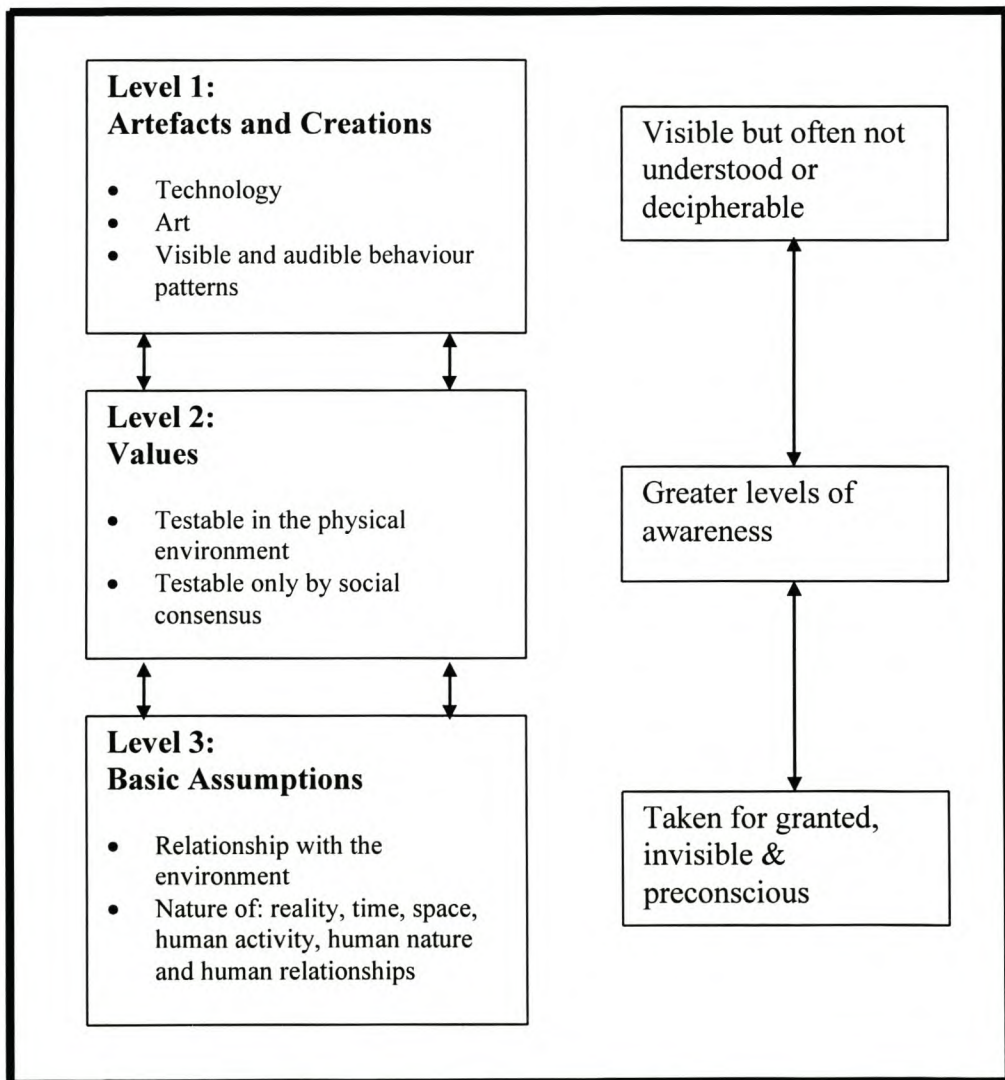 Level 1:
Artefacts and Creations
• Technology
• Art
• Visible and audible behaviour
patterns
Visible but often not
understood or
decipherable
Level 2:
Values
• Testable in the physical
environment
• Testable only by social
consensus
Greater levels of
awareness
Level 3:
Basic Assumptions
• Relationship with the
environment
• Nature of: reality, time, space,
human activity, human nature
and human relationships
Taken for granted,
invisible &
preconscious